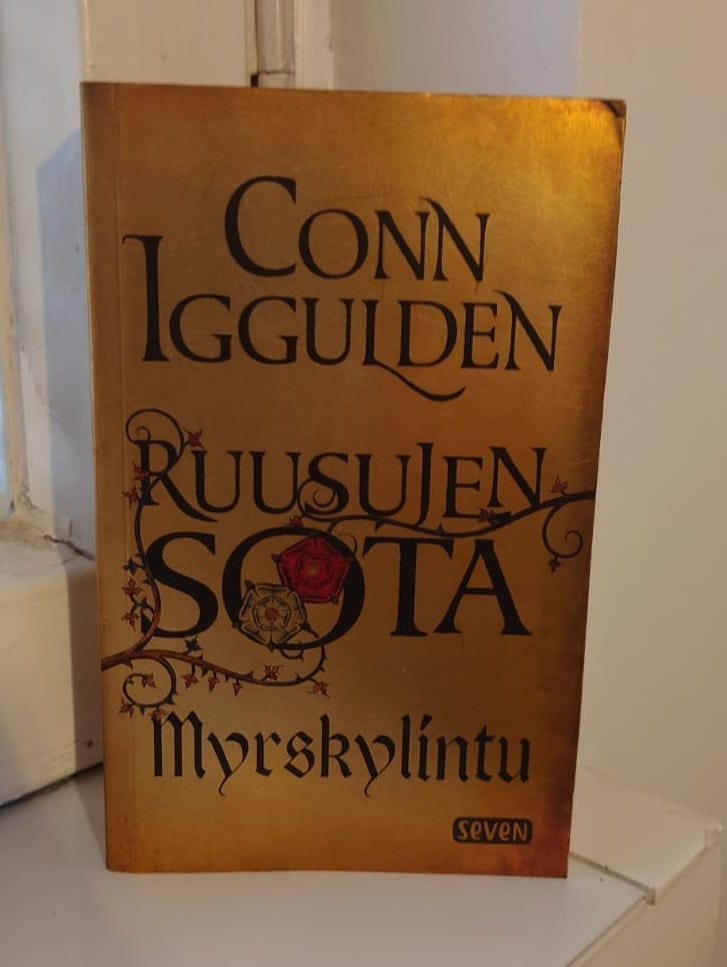 CONN
IGGULDEN
RUUSUJEN
SOTA
Myrskylintu
seven